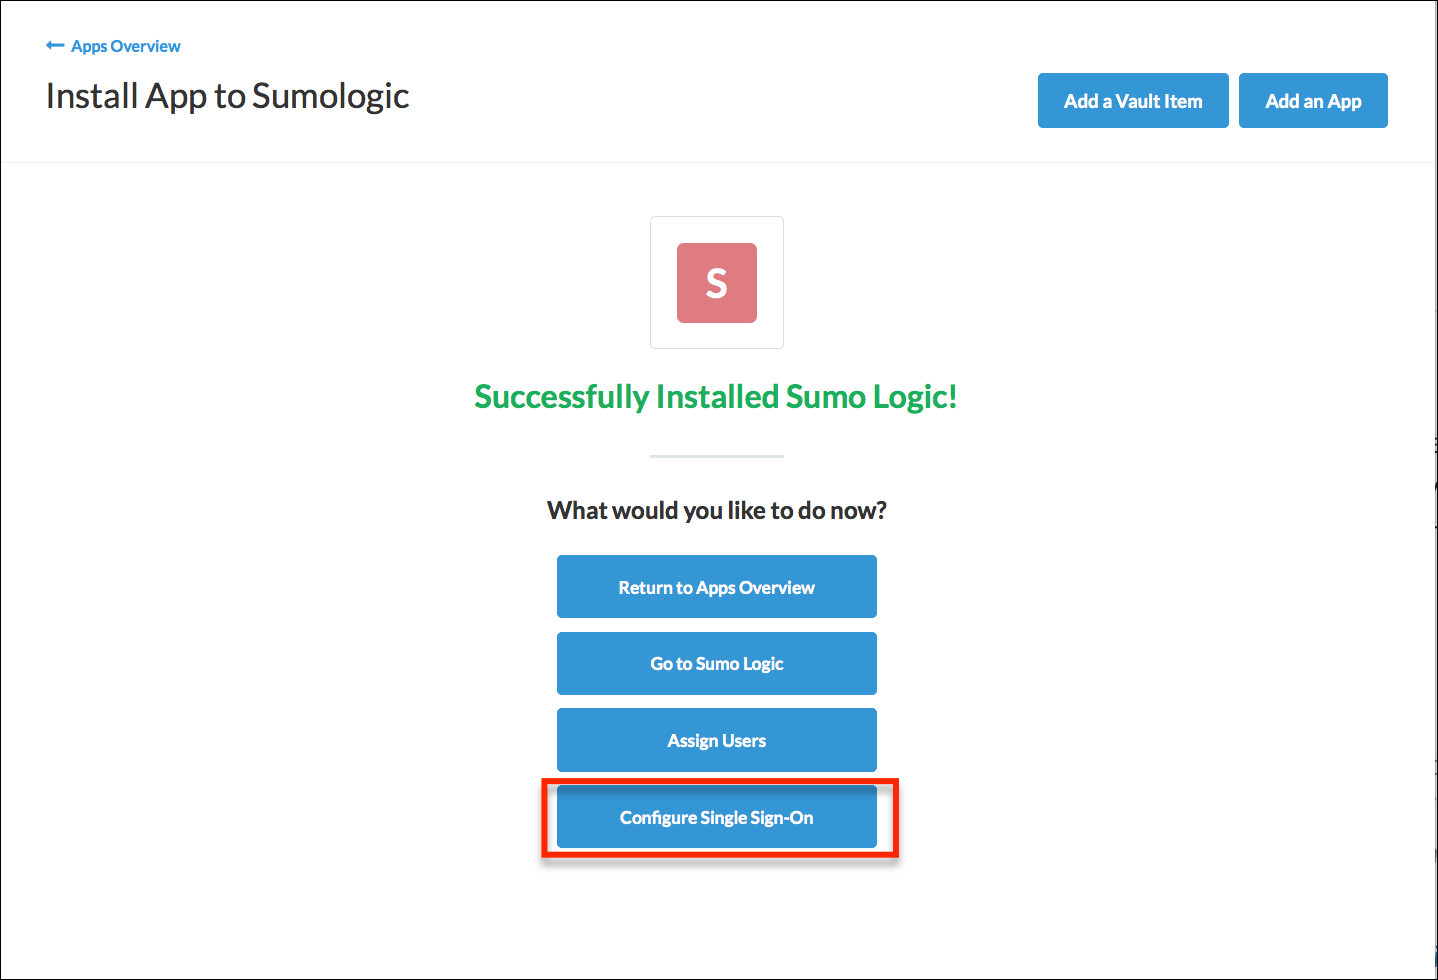 Apps Overview
Install App to Sumologic
Add a Vault Item
Add an App
S
Successfully Installed Sumo Logic!
What would you like to do now?
Return to Apps Overview
Go to Sumo Logic
Assign Users
Configure Single Sign-On